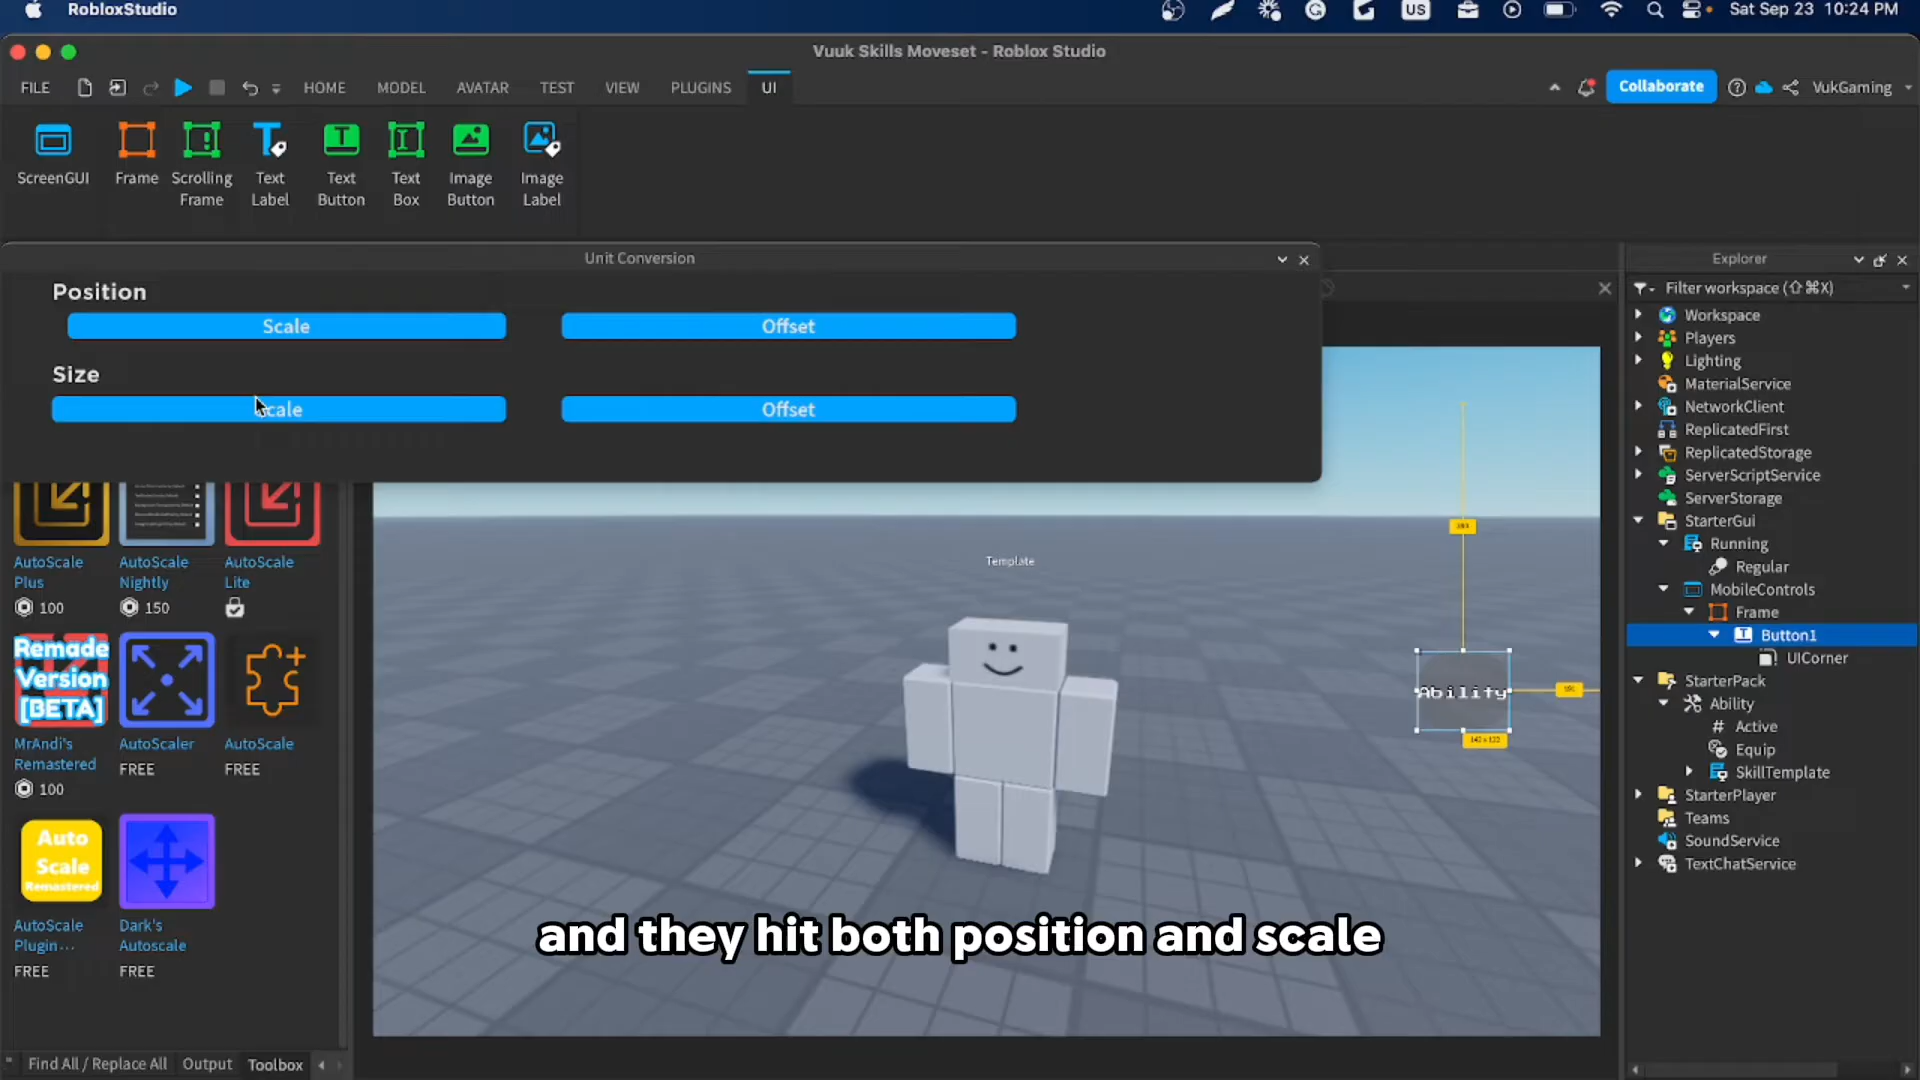 RobloxStudio
US
Sat Sep 23 10:24 PM
Vuuk Skills Moveset - Roblox Studio
FILE
HOME
MODEL
AVATAR
TEST
VIEW
PLUGINS
UI
Collaborate
VukGaming
ScreenGUI
Frame
Scrolling
Frame
Text
Label
Text
Button
Text
Box
Image
Button
Image
Label
Unit Conversion
Position
Scale
Offset
Size
cale
Offset
Explorer
Filter workspace (⇧⌘X)
Workspace
Players
Lighting
MaterialService
NetworkClient
ReplicatedFirst
ReplicatedStorage
ServerScriptService
ServerStorage
StarterGui
Running
Regular
MobileControls
Frame
Button1
UICorner
StarterPack
Ability
Active
Equip
SkillTemplate
StarterPlayer
Teams
SoundService
TextChatService
AutoScale
Plus
100
AutoScale
Nightly
150
AutoScale
Lite
Remade
Version
[BETA]
MrAndi's
Remastered
100
AutoScaler
FREE
AutoScale
FREE
Auto
Scale
Remastered
AutoScale
Plugin...
FREE
Dark's
Autoscale
FREE
Template
Ability
and they hit both position and scale
Find All / Replace All
Output
Toolbox